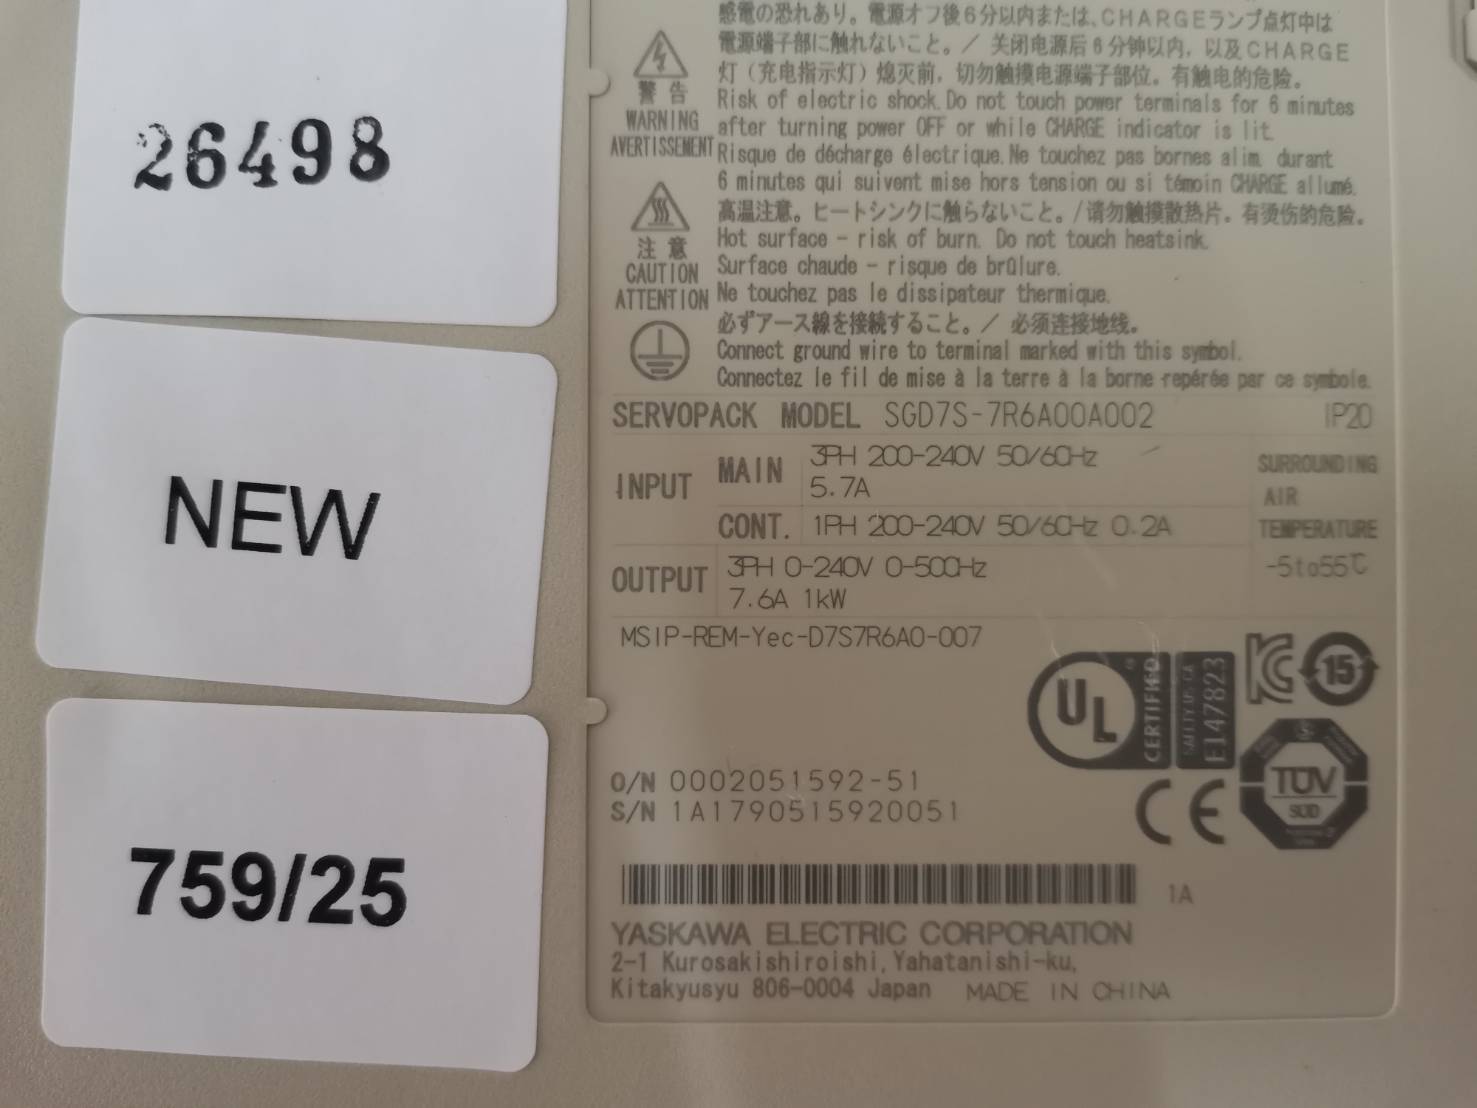 26498
NEW
759/25
感電の恐れあり。電源オフ後6分以内または、CHARGEランプ点灯中は
電源端子部に触れないこと。/ 关闭电源后6分钟以内, 以及CHARGE
灯(充电指示灯)熄灭前, 切勿触摸电源端子部位。有触电的危险。
警告
WARNING
AVERTISSEMENT
Risk of electric shock. Do not touch power terminals for 6 minutes
after turning power OFF or while CHARGE indicator is lit.
Risque de décharge électrique. Ne touchez pas bornes alim. durant
6 minutes qui suivent mise hors tension ou si témoin CHARGE allumé.
注意
CAUTION
ATTENTION
高温注意。ヒートシンクに触らないこと。/请勿触摸散热片。有烫伤的危险。
Hot surface - risk of burn. Do not touch heatsink.
Surface chaude - risque de brûlure.
Ne touchez pas le dissipateur thermique.
必ずアース線を接続すること。/ 必须连接地线。
Connect ground wire to terminal marked with this symbol.
Connectez le fil de mise à la terre à la borne repérée par ce symbole.
SERVOPACK MODEL SGD7S-7R6A00A002 IP20
INPUT MAIN 3PH 200-240V 50/60Hz
5.7A
CONT. 1PH 200-240V 50/60Hz 0.2A
OUTPUT 3PH 0-240V 0-500Hz
7.6A 1kW
SURROUNDING
AIR
TEMPERATURE
-5to55℃
MSIP-REM-Yec-D7S7R6A0-007
UL
®
CERTIFIED
SAFETY US CA
E147823
15
TÜV
SÜD
CE
O/N 0002051592-51
S/N 1A1790515920051
1A
YASKAWA ELECTRIC CORPORATION
2-1 Kurosakishiroishi, Yahatanishi-ku,
Kitakyusyu 806-0004 Japan MADE IN CHINA